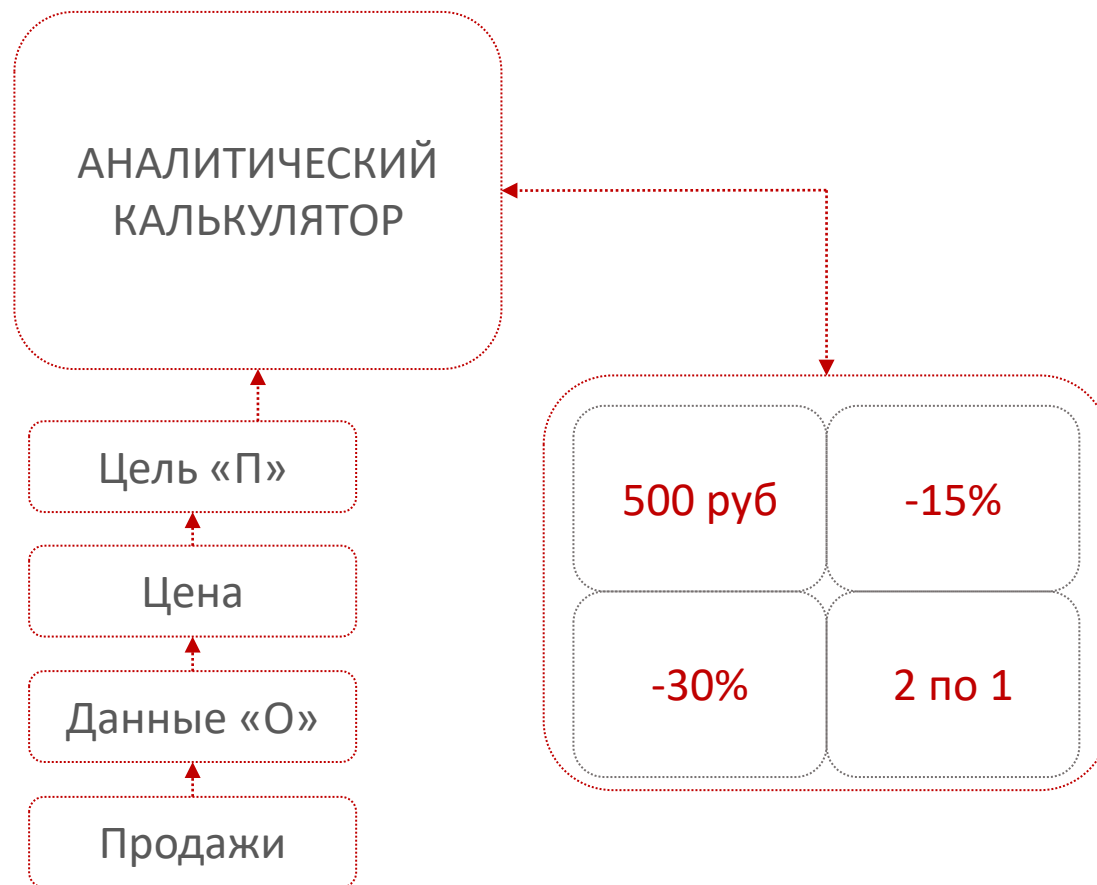 АНАЛИТИЧЕСКИЙ
КАЛЬКУЛЯТОР
Цель «П»
Цена
Данные «О»
Продажи
500 руб
-15%
-30%
2 по 1